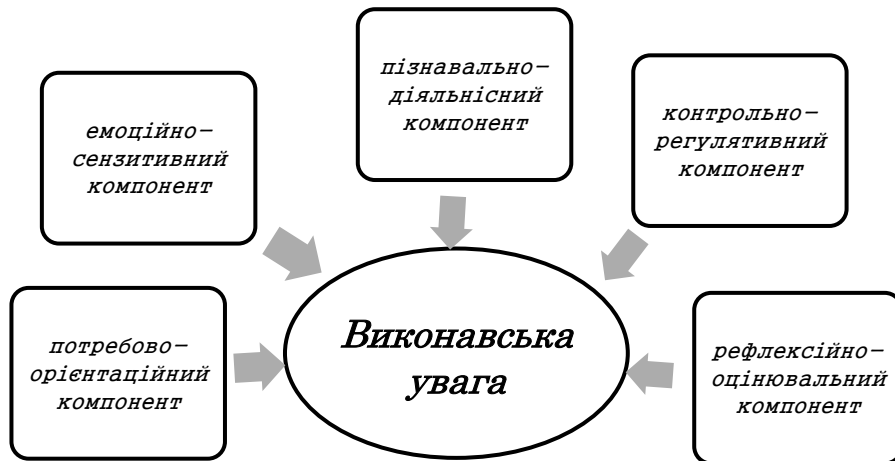 пізнавально-
діяльнісний
компонент
емоційно-
сензитивний
компонент
контрольно-
регулятивний
компонент
Виконавська
увага
потребово-
орієнтаційний
компонент
рефлексійно-
оцінювальний
компонент